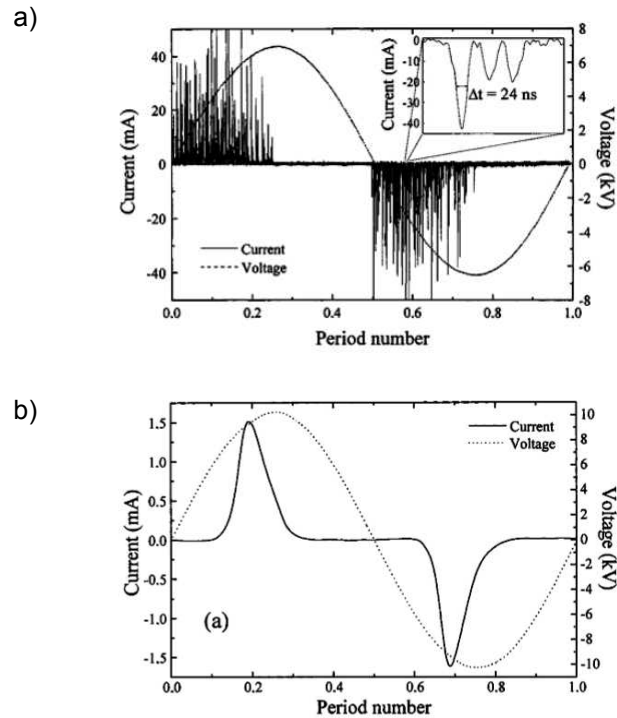 a)
40
20
0
-20
-40
Current (mA)
8
6
4
2
0
-2
-4
-6
-8
Voltage (kV)
0
-10
-20
-30
-40
Current (mA)
Δt = 24 ns
Current
Voltage
0.0 0.2 0.4 0.6 0.8 1.0
Period number
b)
1.5
1.0
0.5
0.0
-0.5
-1.0
-1.5
Current (mA)
10
8
6
4
2
0
-2
-4
-6
-8
-10
Voltage (kV)
Current
Voltage
(a)
0.0 0.2 0.4 0.6 0.8 1.0
Period number